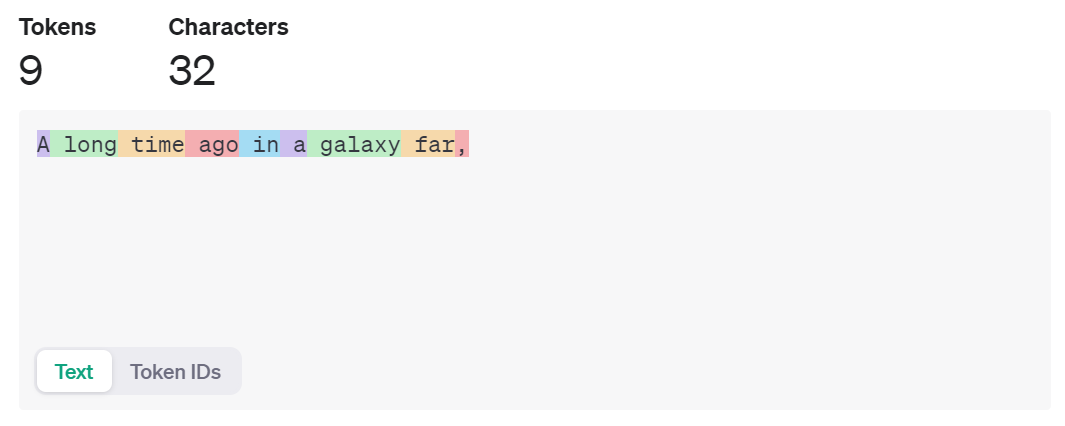 Tokens Characters
9 32
A long time ago in a galaxy far,
Text Token IDs